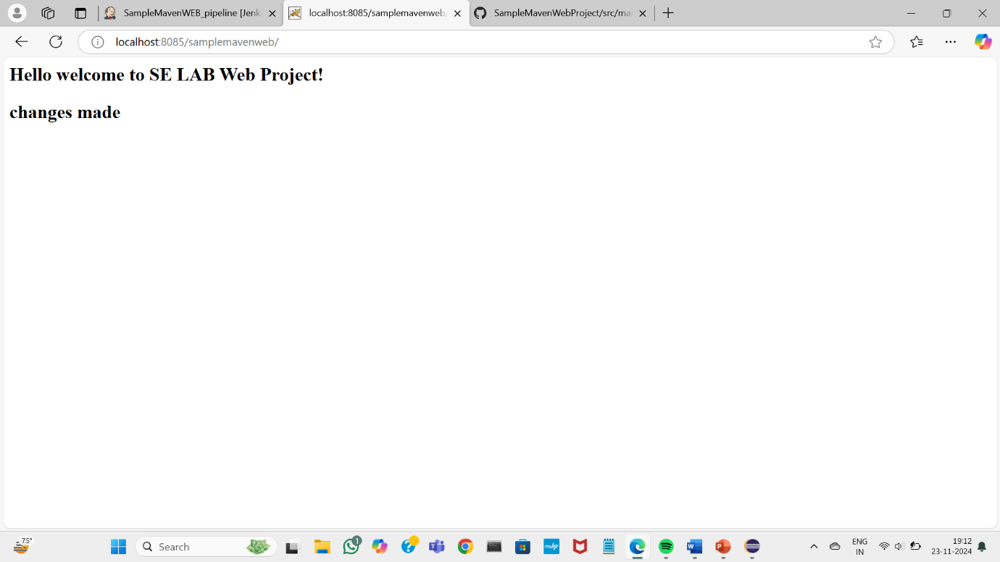 SampleMavenWEB_pipeline [Jenk
localhost:8085/samplemavenweb/
SampleMavenWebProject/src/ma
localhost:8085/samplemavenweb/
Hello welcome to SE LAB Web Project!
changes made
75°
Search
1
myhp
ENG
IN
19:12
23-11-2024